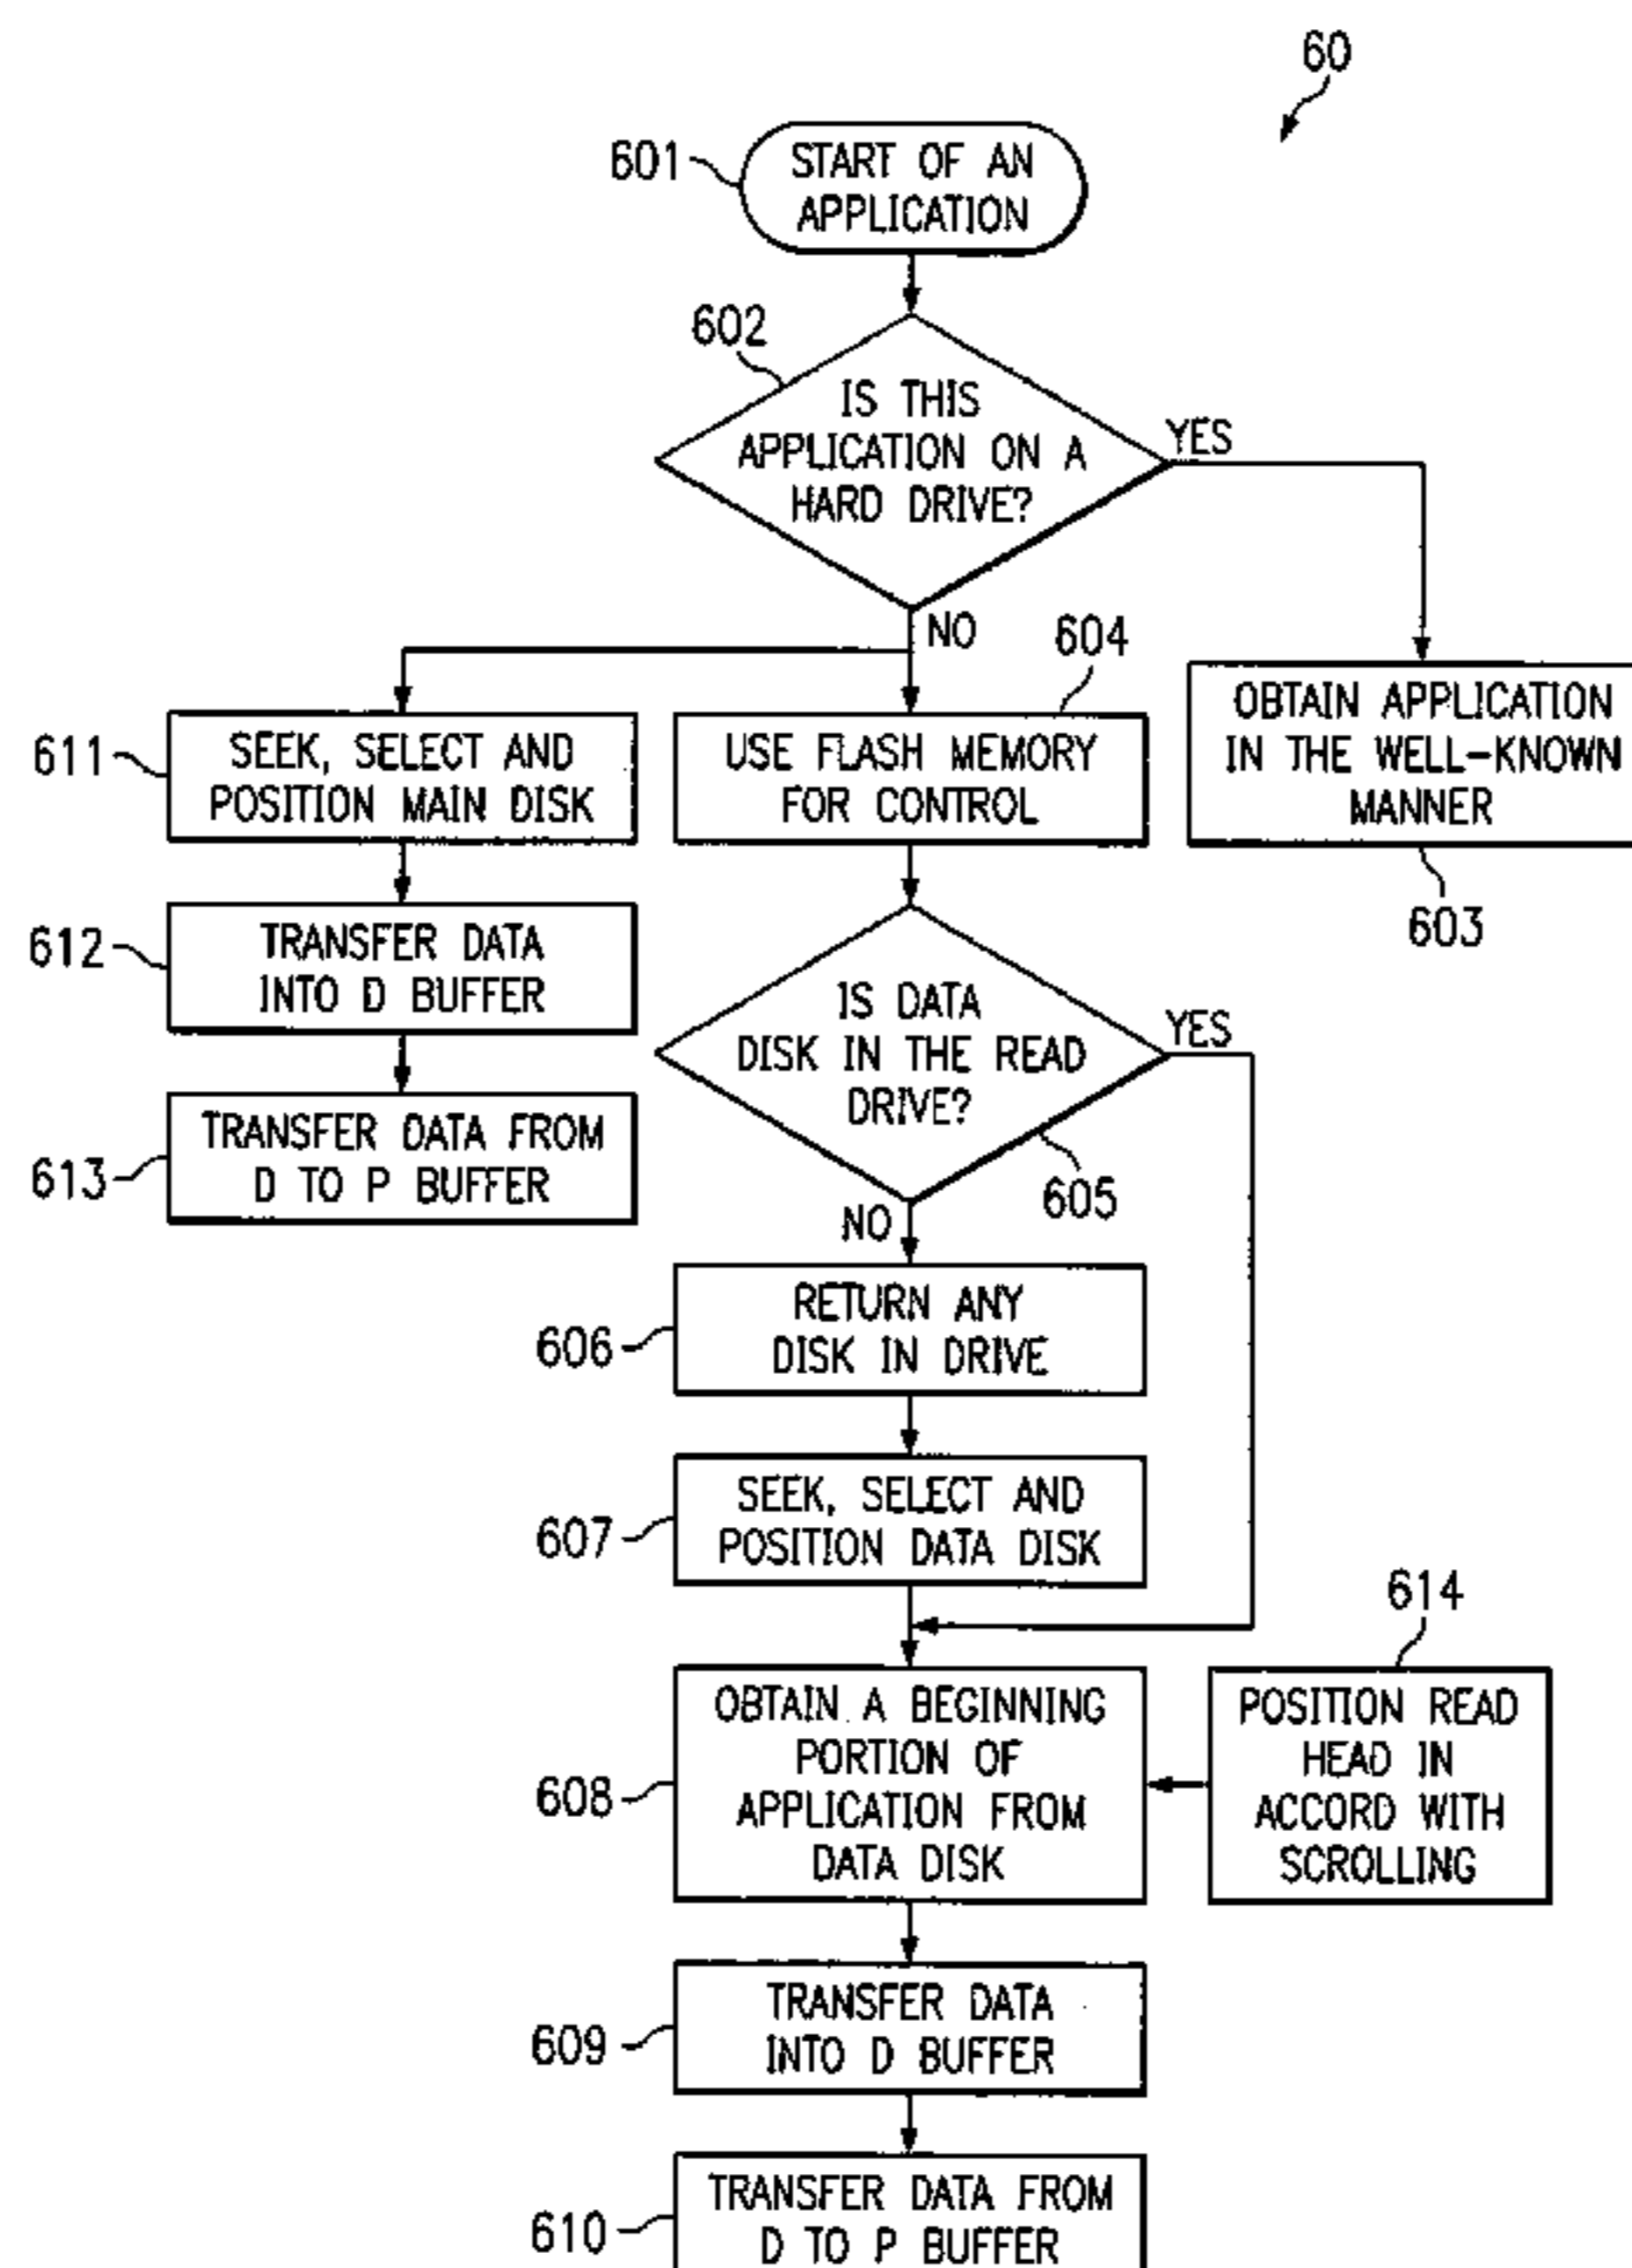 60
601
START OF AN
APPLICATION
602
IS THIS
APPLICATION ON A
HARD DRIVE?
YES
NO
604
611
SEEK, SELECT AND
POSITION MAIN DISK
USE FLASH MEMORY
FOR CONTROL
OBTAIN APPLICATION
IN THE WELL-KNOWN
MANNER
603
612
TRANSFER DATA
INTO D BUFFER
IS DATA
DISK IN THE READ
DRIVE?
YES
605
NO
613
TRANSFER DATA FROM
D TO P BUFFER
606
RETURN ANY
DISK IN DRIVE
607
SEEK, SELECT AND
POSITION DATA DISK
614
608
OBTAIN A BEGINNING
PORTION OF
APPLICATION FROM
DATA DISK
POSITION READ
HEAD IN
ACCORD WITH
SCROLLING
609
TRANSFER DATA
INTO D BUFFER
610
TRANSFER DATA FROM
D TO P BUFFER